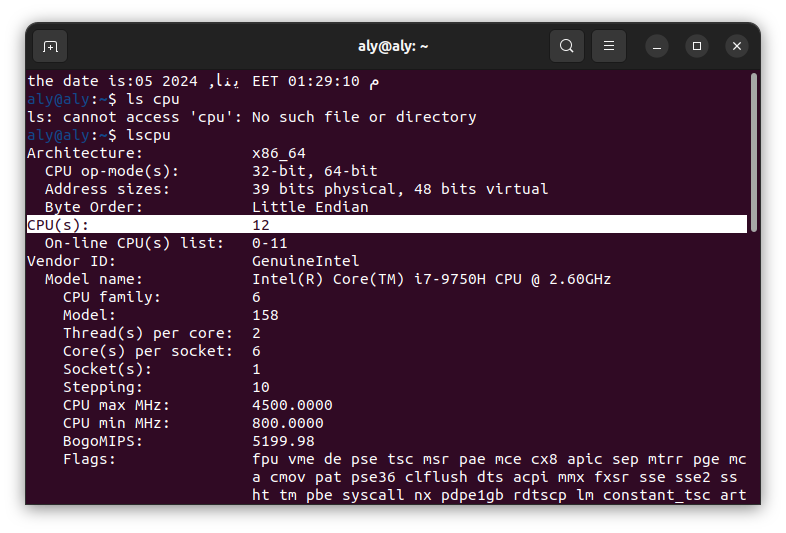 aly@aly: ~
the date is:05 2024 ,يناير EET 01:29:10 م
aly@aly:~$ ls cpu
ls: cannot access 'cpu': No such file or directory
aly@aly:~$ lscpu
Architecture: x86_64
CPU op-mode(s): 32-bit, 64-bit
Address sizes: 39 bits physical, 48 bits virtual
Byte Order: Little Endian
CPU(s): 12
On-line CPU(s) list: 0-11
Vendor ID: GenuineIntel
Model name: Intel(R) Core(TM) i7-9750H CPU @ 2.60GHz
CPU family: 6
Model: 158
Thread(s) per core: 2
Core(s) per socket: 6
Socket(s): 1
Stepping: 10
CPU max MHz: 4500.0000
CPU min MHz: 800.0000
BogoMIPS: 5199.98
Flags: fpu vme de pse tsc msr pae mce cx8 apic sep mtrr pge mc
a cmov pat pse36 clflush dts acpi mmx fxsr sse sse2 ss
ht tm pbe syscall nx pdpe1gb rdtscp lm constant_tsc art